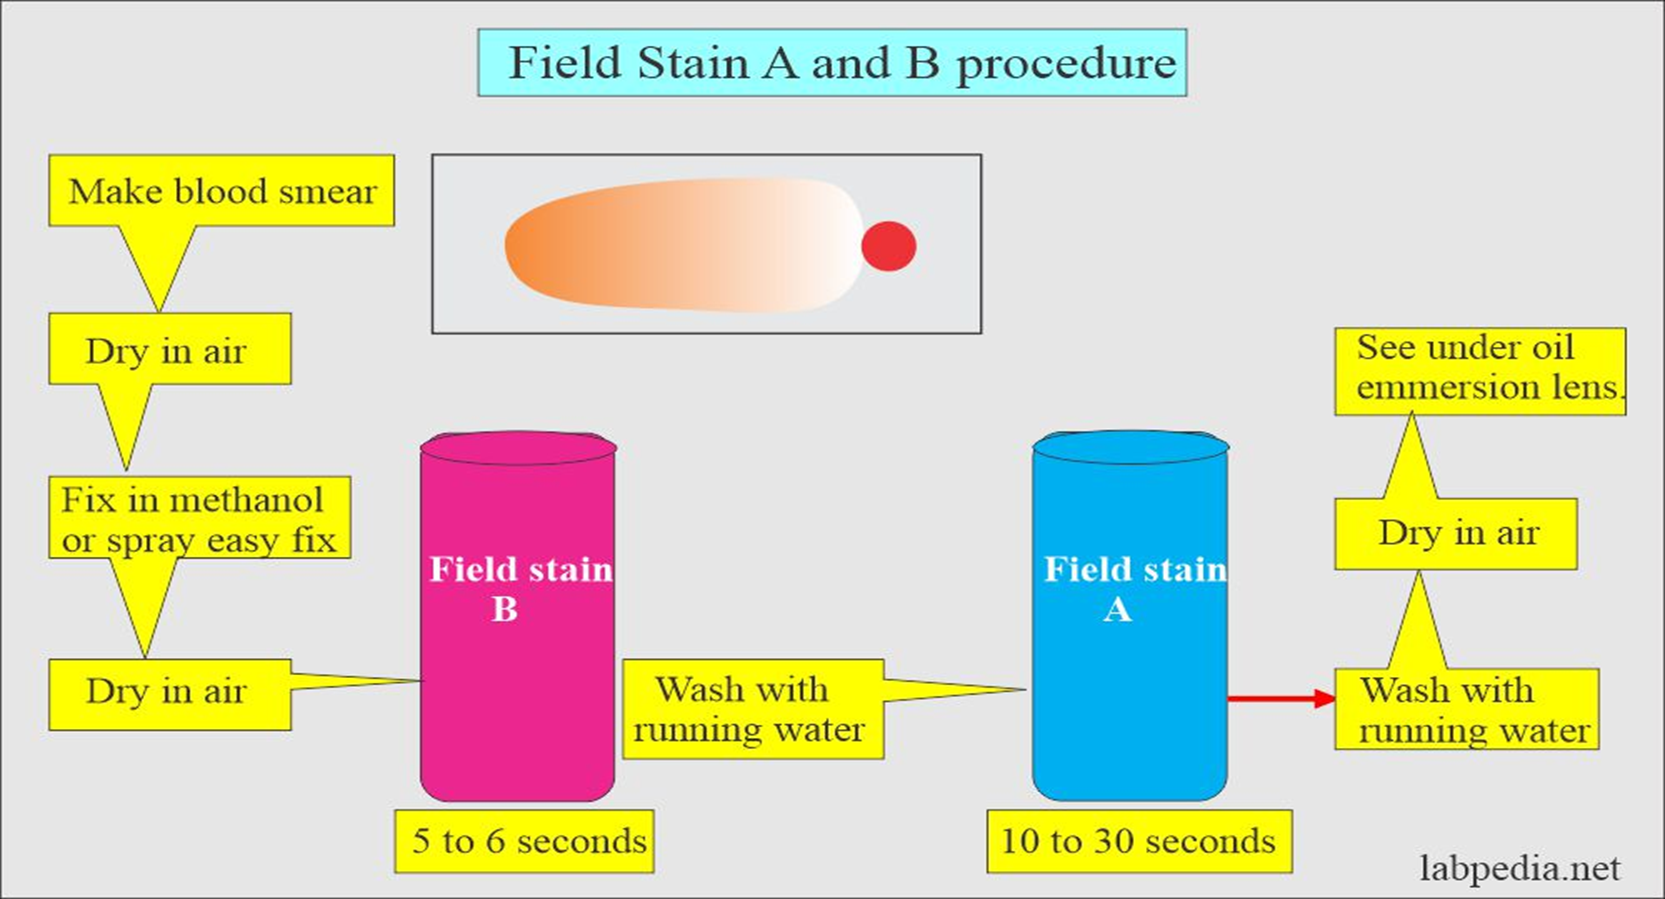 Field Stain A and B procedure
Make blood smear
Dry in air
Fix in methanol
or spray easy fix
Dry in air
Field stain
B
5 to 6 seconds
Wash with
running water
Field stain
A
10 to 30 seconds
Wash with
running water
Dry in air
See under oil
emmersion lens.
labpedia.net